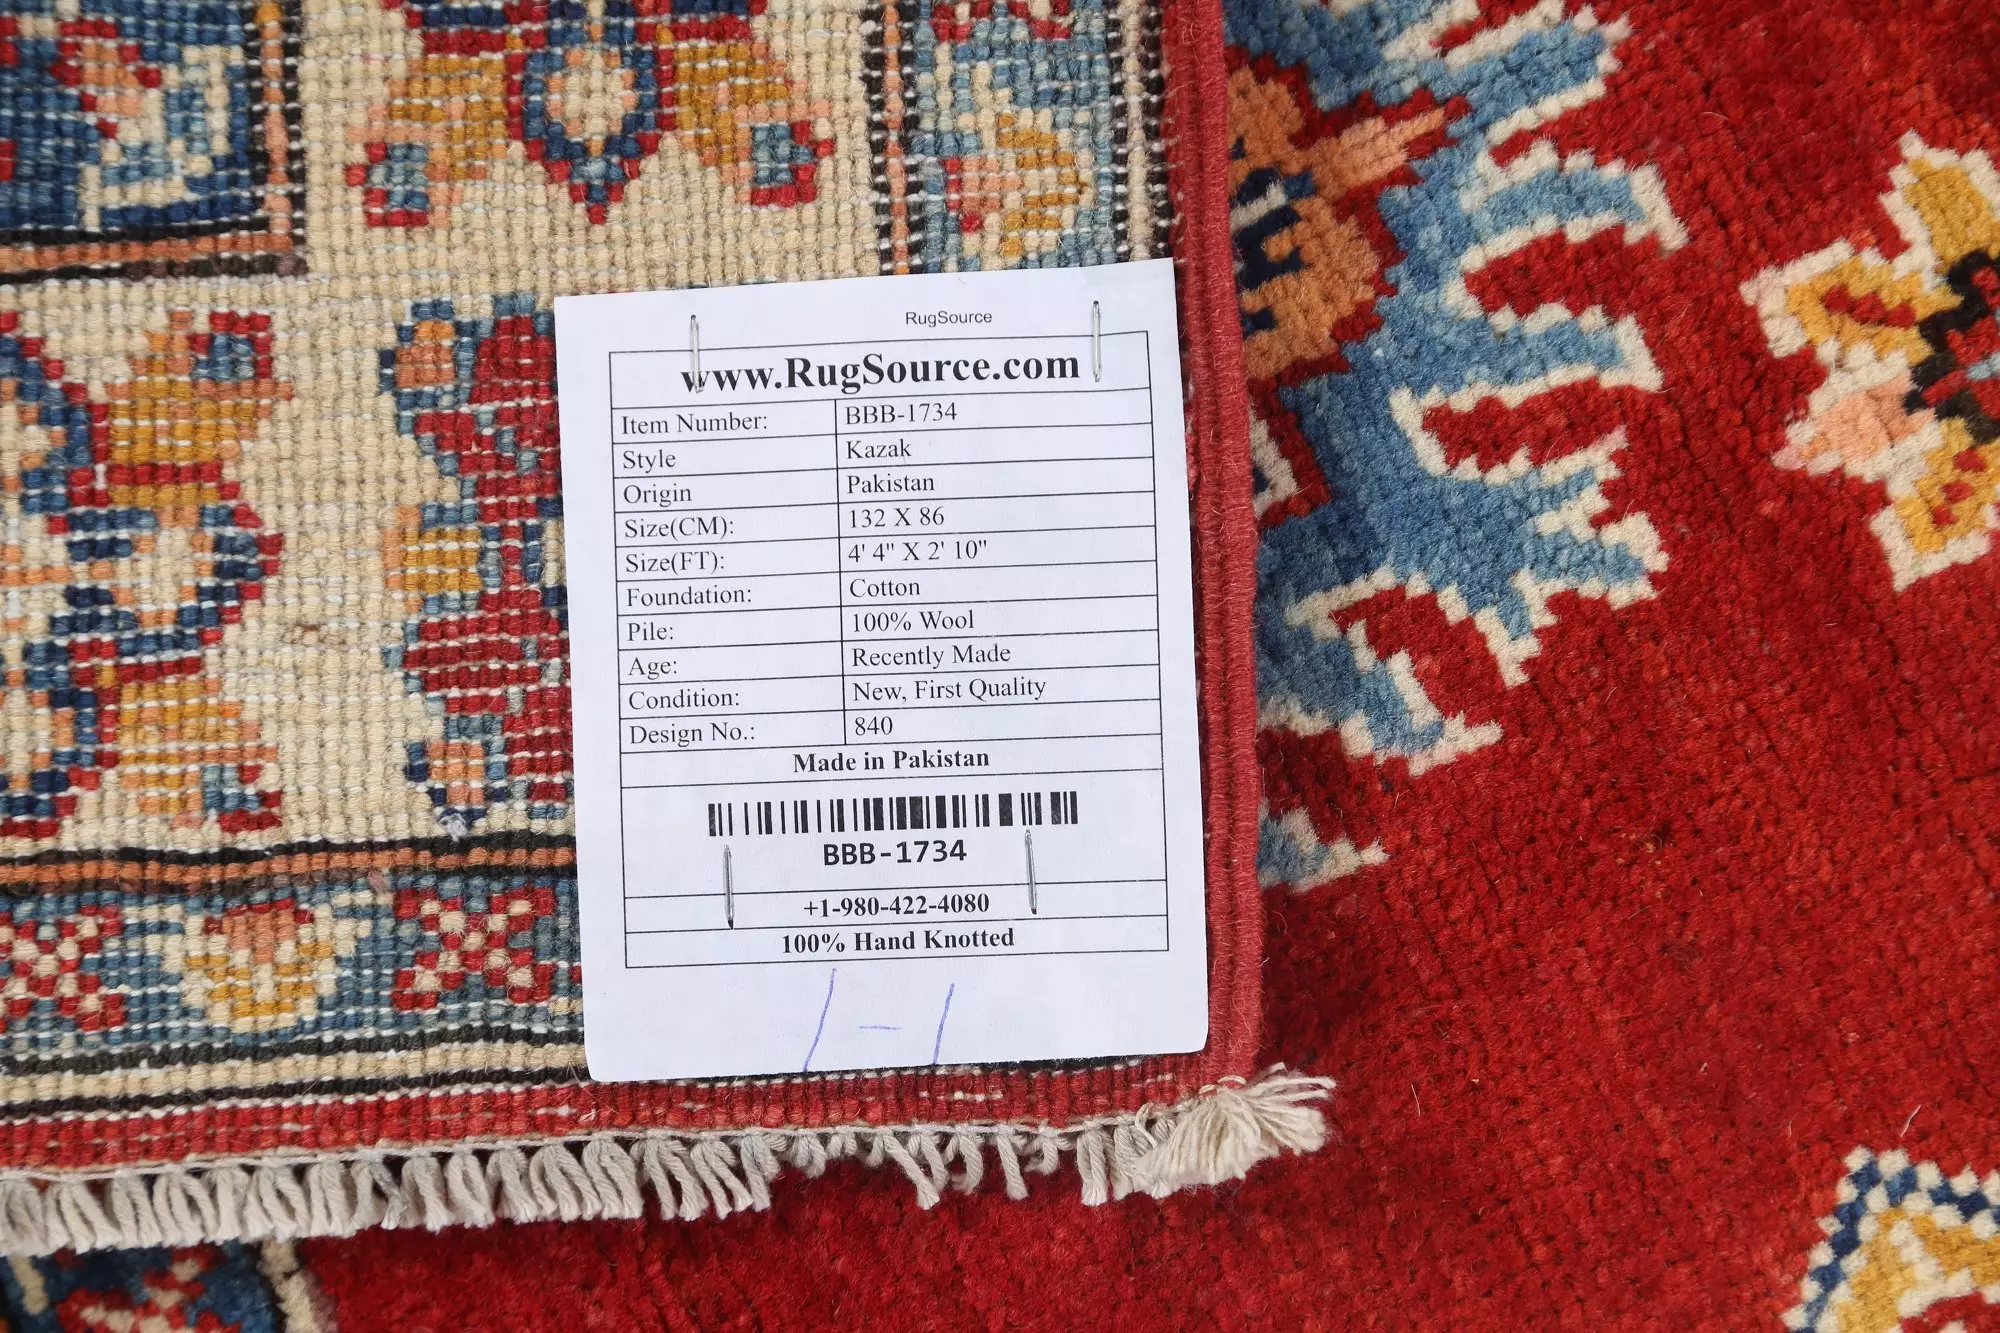 RugSource
www.RugSource.com
Item Number: BBB-1734
Style Kazak
Origin Pakistan
Size(CM): 132 X 86
Size(FT): 4' 4" X 2' 10"
Foundation: Cotton
Pile: 100% Wool
Age: Recently Made
Condition: New, First Quality
Design No.: 840
Made in Pakistan
BBB-1734
+1-980-422-4080
100% Hand Knotted
1-1